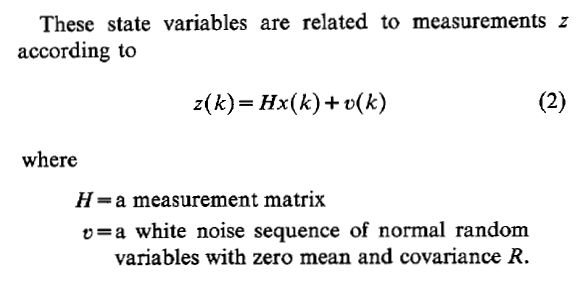 These state variables are related to measurements z
according to
z(k)=Hx(k)+v(k) (2)
where
H=a measurement matrix
v=a white noise sequence of normal random
variables with zero mean and covariance R.